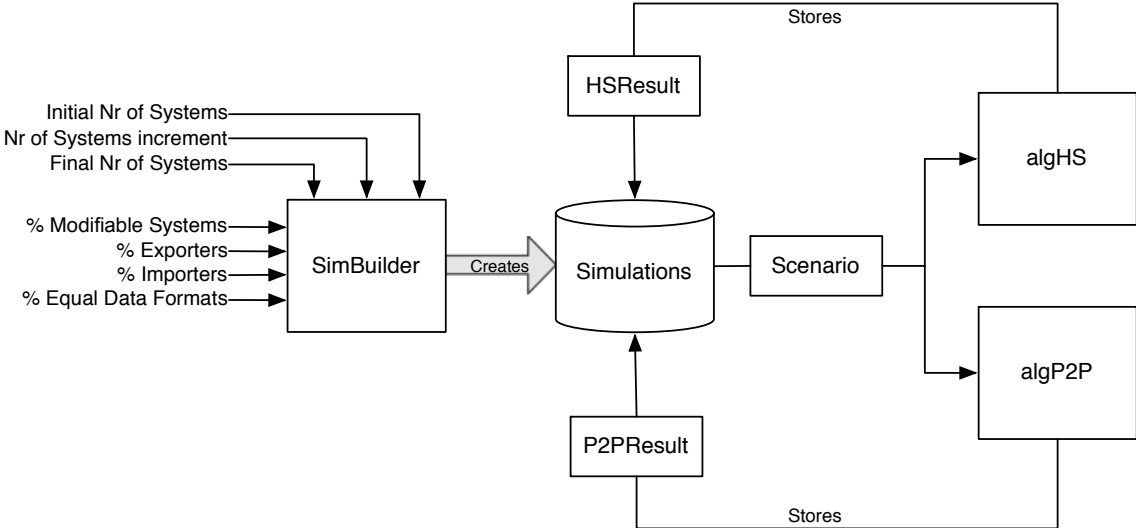 Stores
HSResult
Initial Nr of Systems
Nr of Systems increment
Final Nr of Systems
algHS
% Modifiable Systems
% Exporters
% Importers
% Equal Data Formats
SimBuilder
Creates
Simulations
Scenario
algP2P
P2PResult
Stores